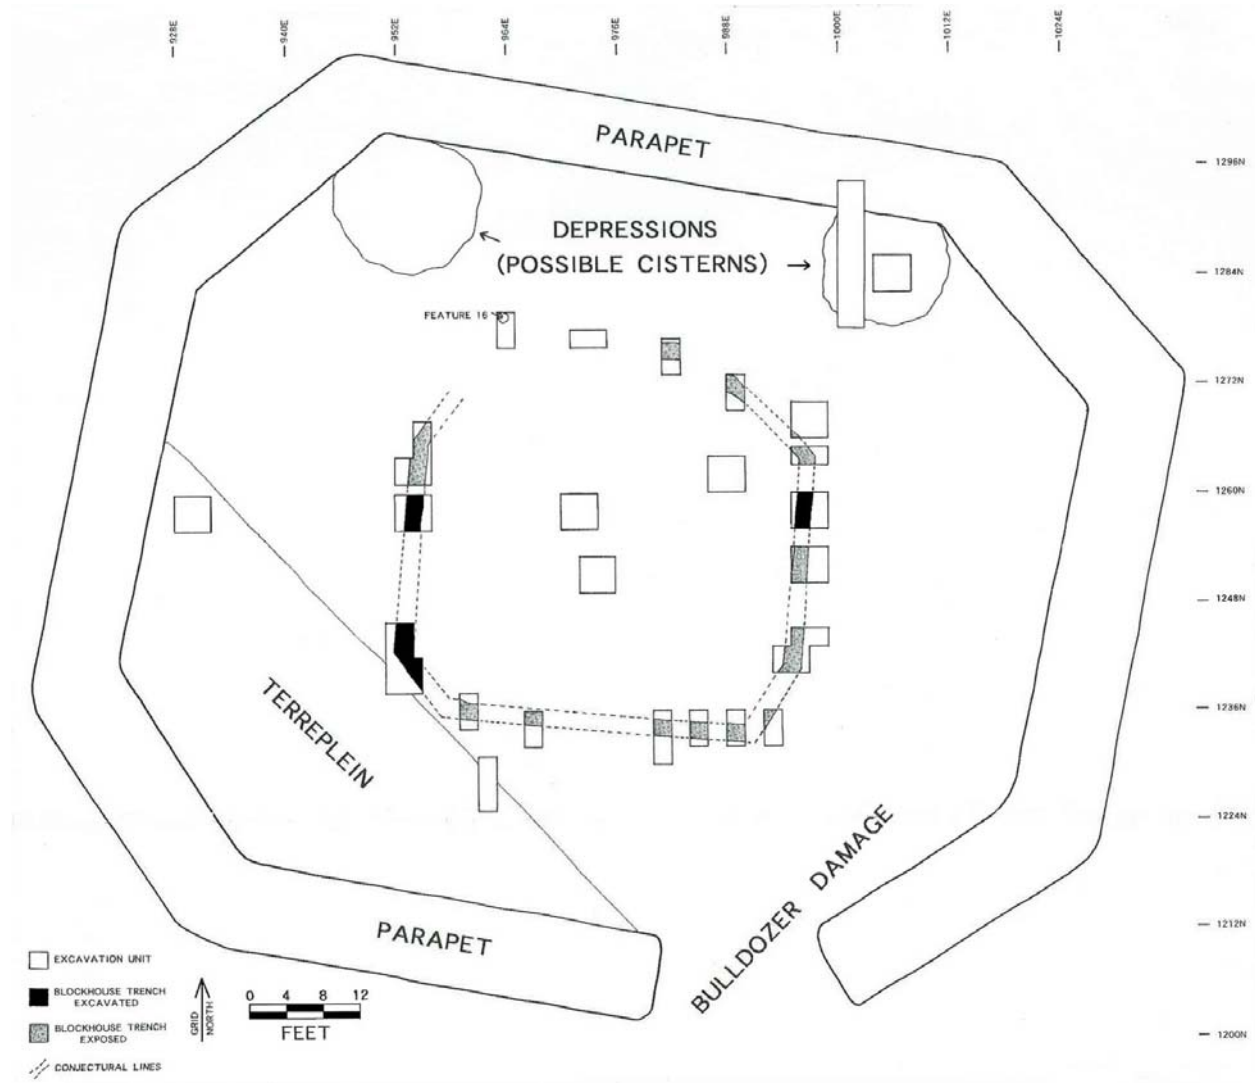 928E
940E
952E
964E
976E
988E
1000E
1012E
1024E
PARAPET
1296N
DEPRESSIONS
(POSSIBLE CISTERNS)
1284N
FEATURE 16
1272N
1260N
1248N
1236N
TERREPLEIN
1224N
BULLDOZER DAMAGE
1212N
PARAPET
EXCAVATION UNIT
BLOCKHOUSE TRENCH
EXCAVATED
BLOCKHOUSE TRENCH
EXPOSED
CONJECTURAL LINES
GRID
NORTH
0 4 8 12
FEET
1200N